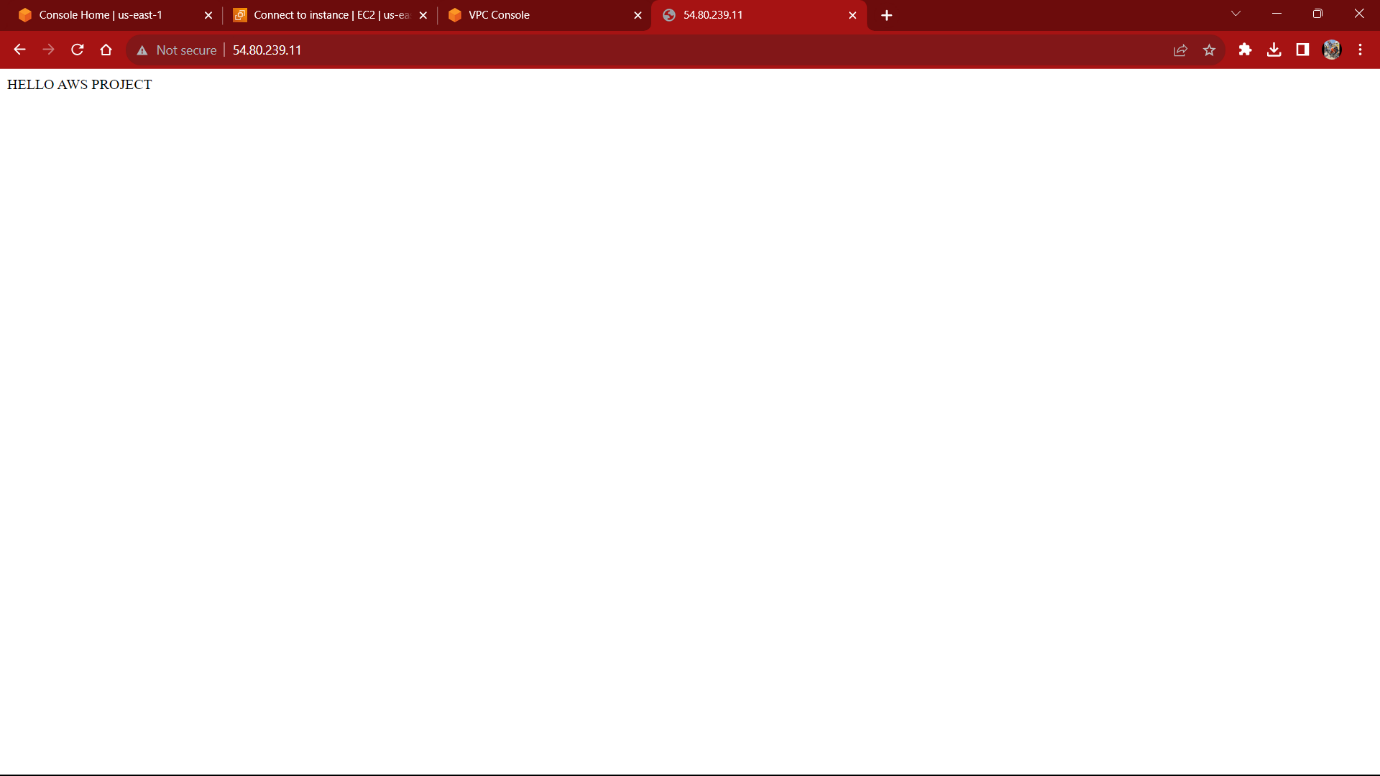 Console Home | us-east-1
Connect to instance | EC2 | us-ea
VPC Console
54.80.239.11
Not secure
54.80.239.11
HELLO AWS PROJECT